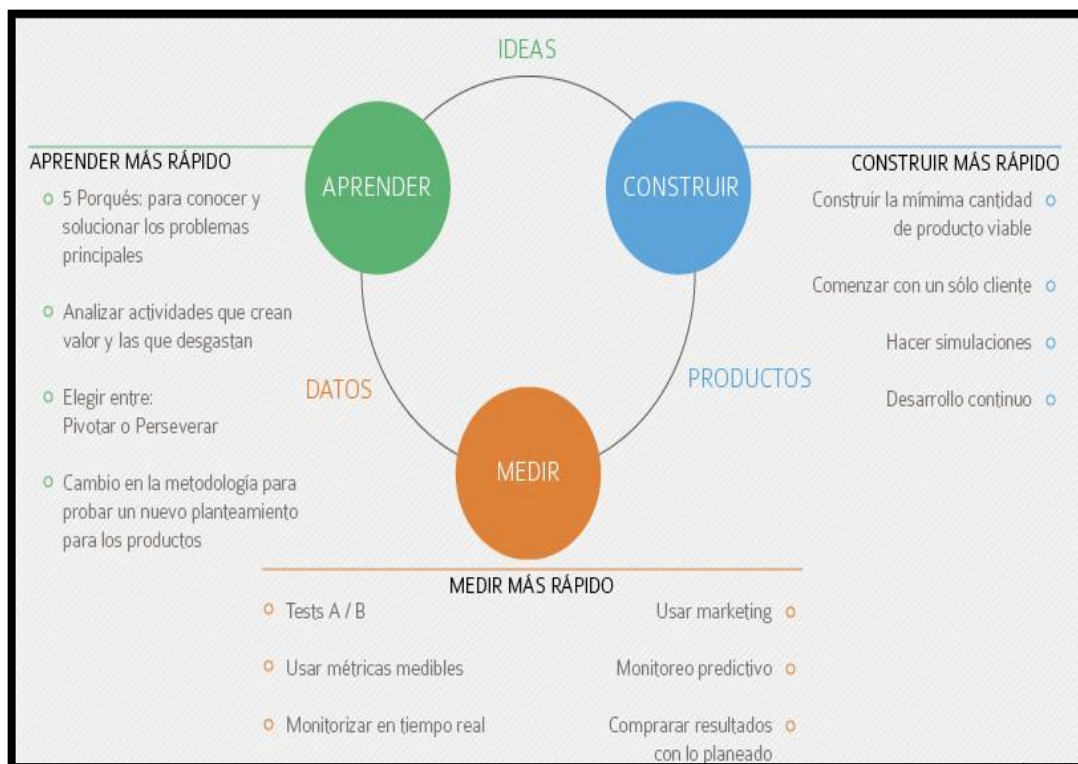 IDEAS
APRENDER
CONSTRUIR
APRENDER MÁS RÁPIDO
5 Porqués: para conocer y
solucionar los problemas
principales
Analizar actividades que crean
valor y las que desgastan
Elegir entre:
Pivotar o Perseverar
Cambio en la metodología para
probar un nuevo planteamiento
para los productos
CONSTRUIR MÁS RÁPIDO
Construir la mímima cantidad
de producto viable
Comenzar con un sólo cliente
Hacer simulaciones
Desarrollo continuo
DATOS
PRODUCTOS
MEDIR
MEDIR MÁS RÁPIDO
Tests A / B
Usar métricas medibles
Monitorizar en tiempo real
Usar marketing
Monitoreo predictivo
Comprarar resultados
con lo planeado